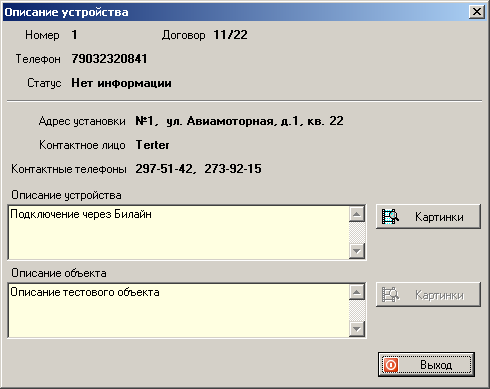 Описание устройства
Номер 1 Договор 11/22
Телефон 79032320841
Статус Нет информации
Адрес установки №1, ул. Авиамоторная, д.1, кв. 22
Контактное лицо Terter
Контактные телефоны 297-51-42, 273-92-15
Описание устройства
Подключение через Билайн
Картинки
Описание объекта
Описание тестового объекта
Картинки
Выход